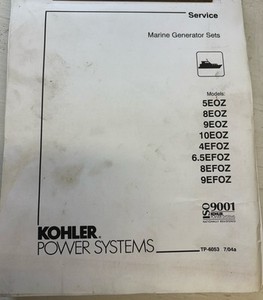 Service
Marine Generator Sets
Models:
5EOZ
8EOZ
9EOZ
10EOZ
4EFOZ
6.5EFOZ
8EFOZ
9EFOZ
ISO 9001
KOHLER
KOHLER™
POWER SYSTEMS
TP-6053 7/04a